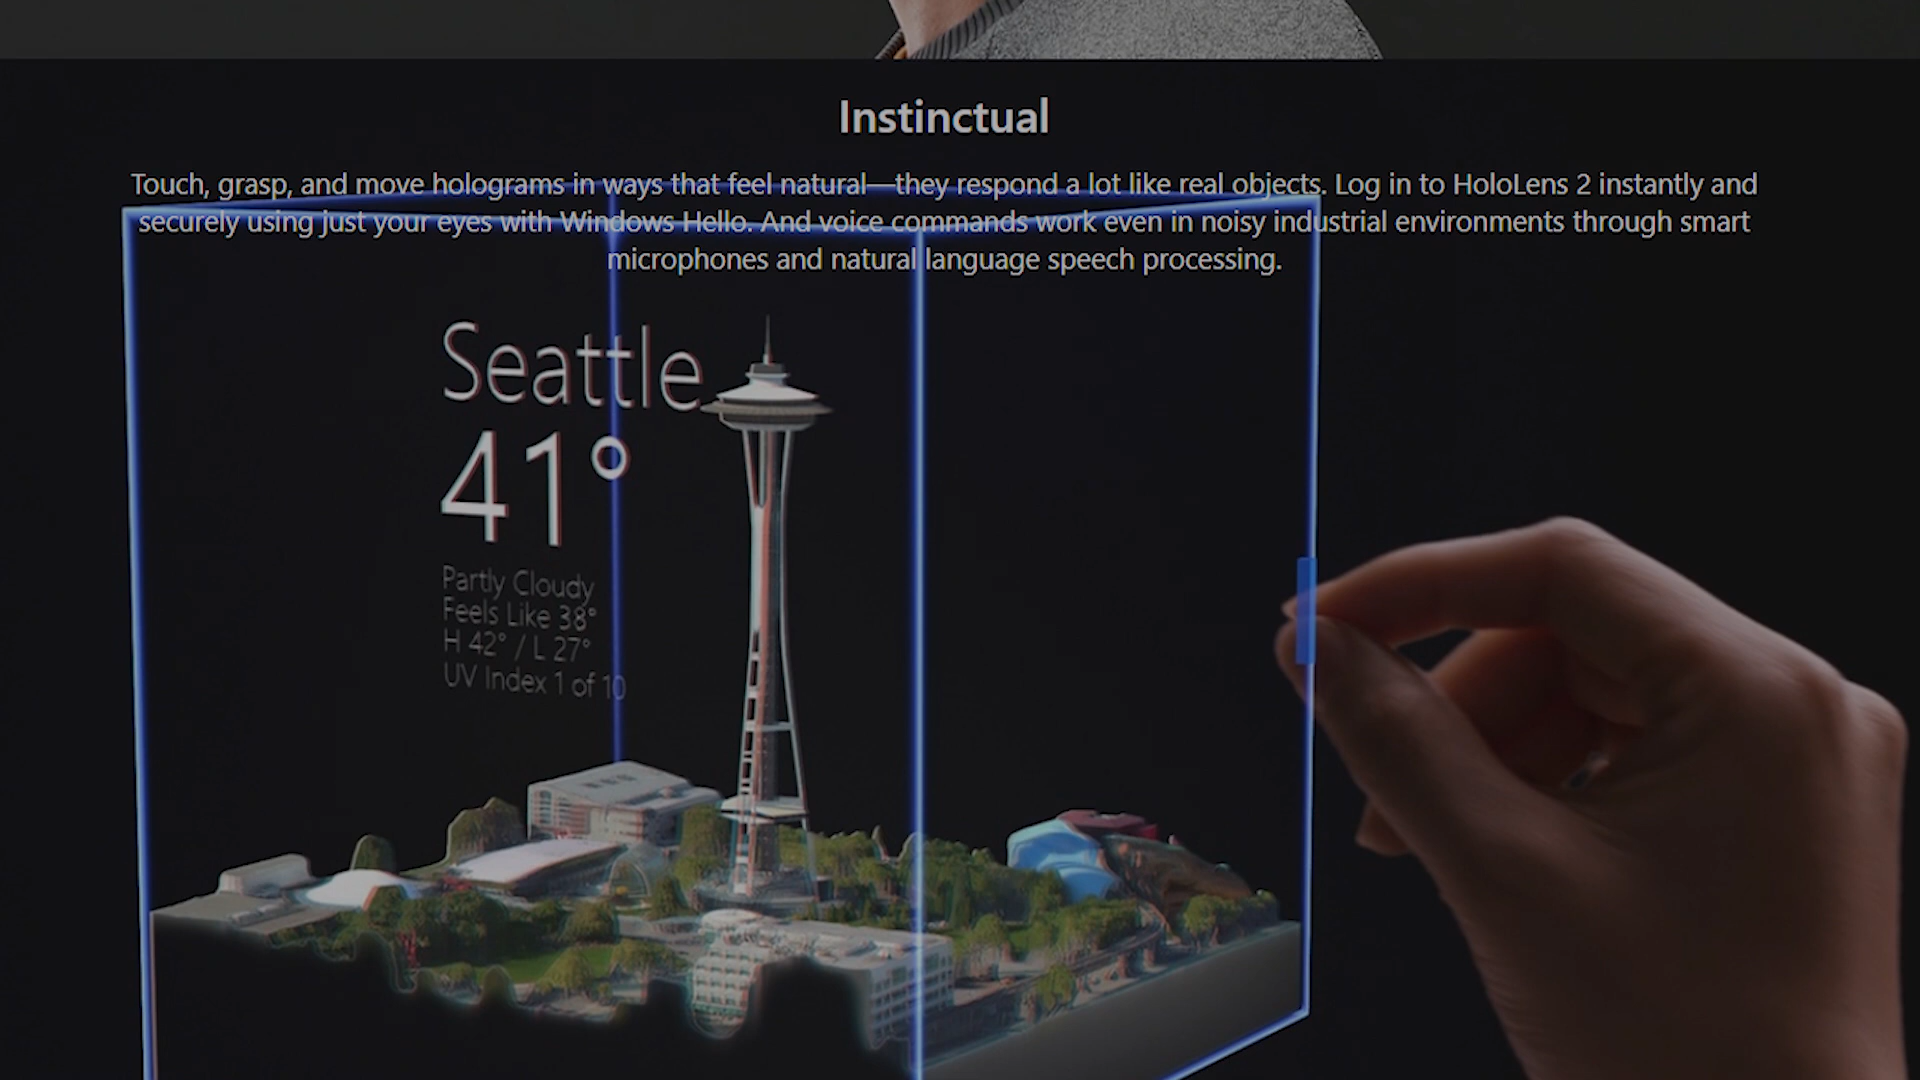 Instinctual
Touch, grasp, and move holograms in ways that feel natural—they respond a lot like real objects. Log in to HoloLens 2 instantly and
securely using just your eyes with Windows Hello. And voice commands work even in noisy industrial environments through smart
microphones and natural language speech processing.
Seattle
41°
Partly Cloudy
Feels Like 38°
H 42° / L 27°
UV Index 1 of 10